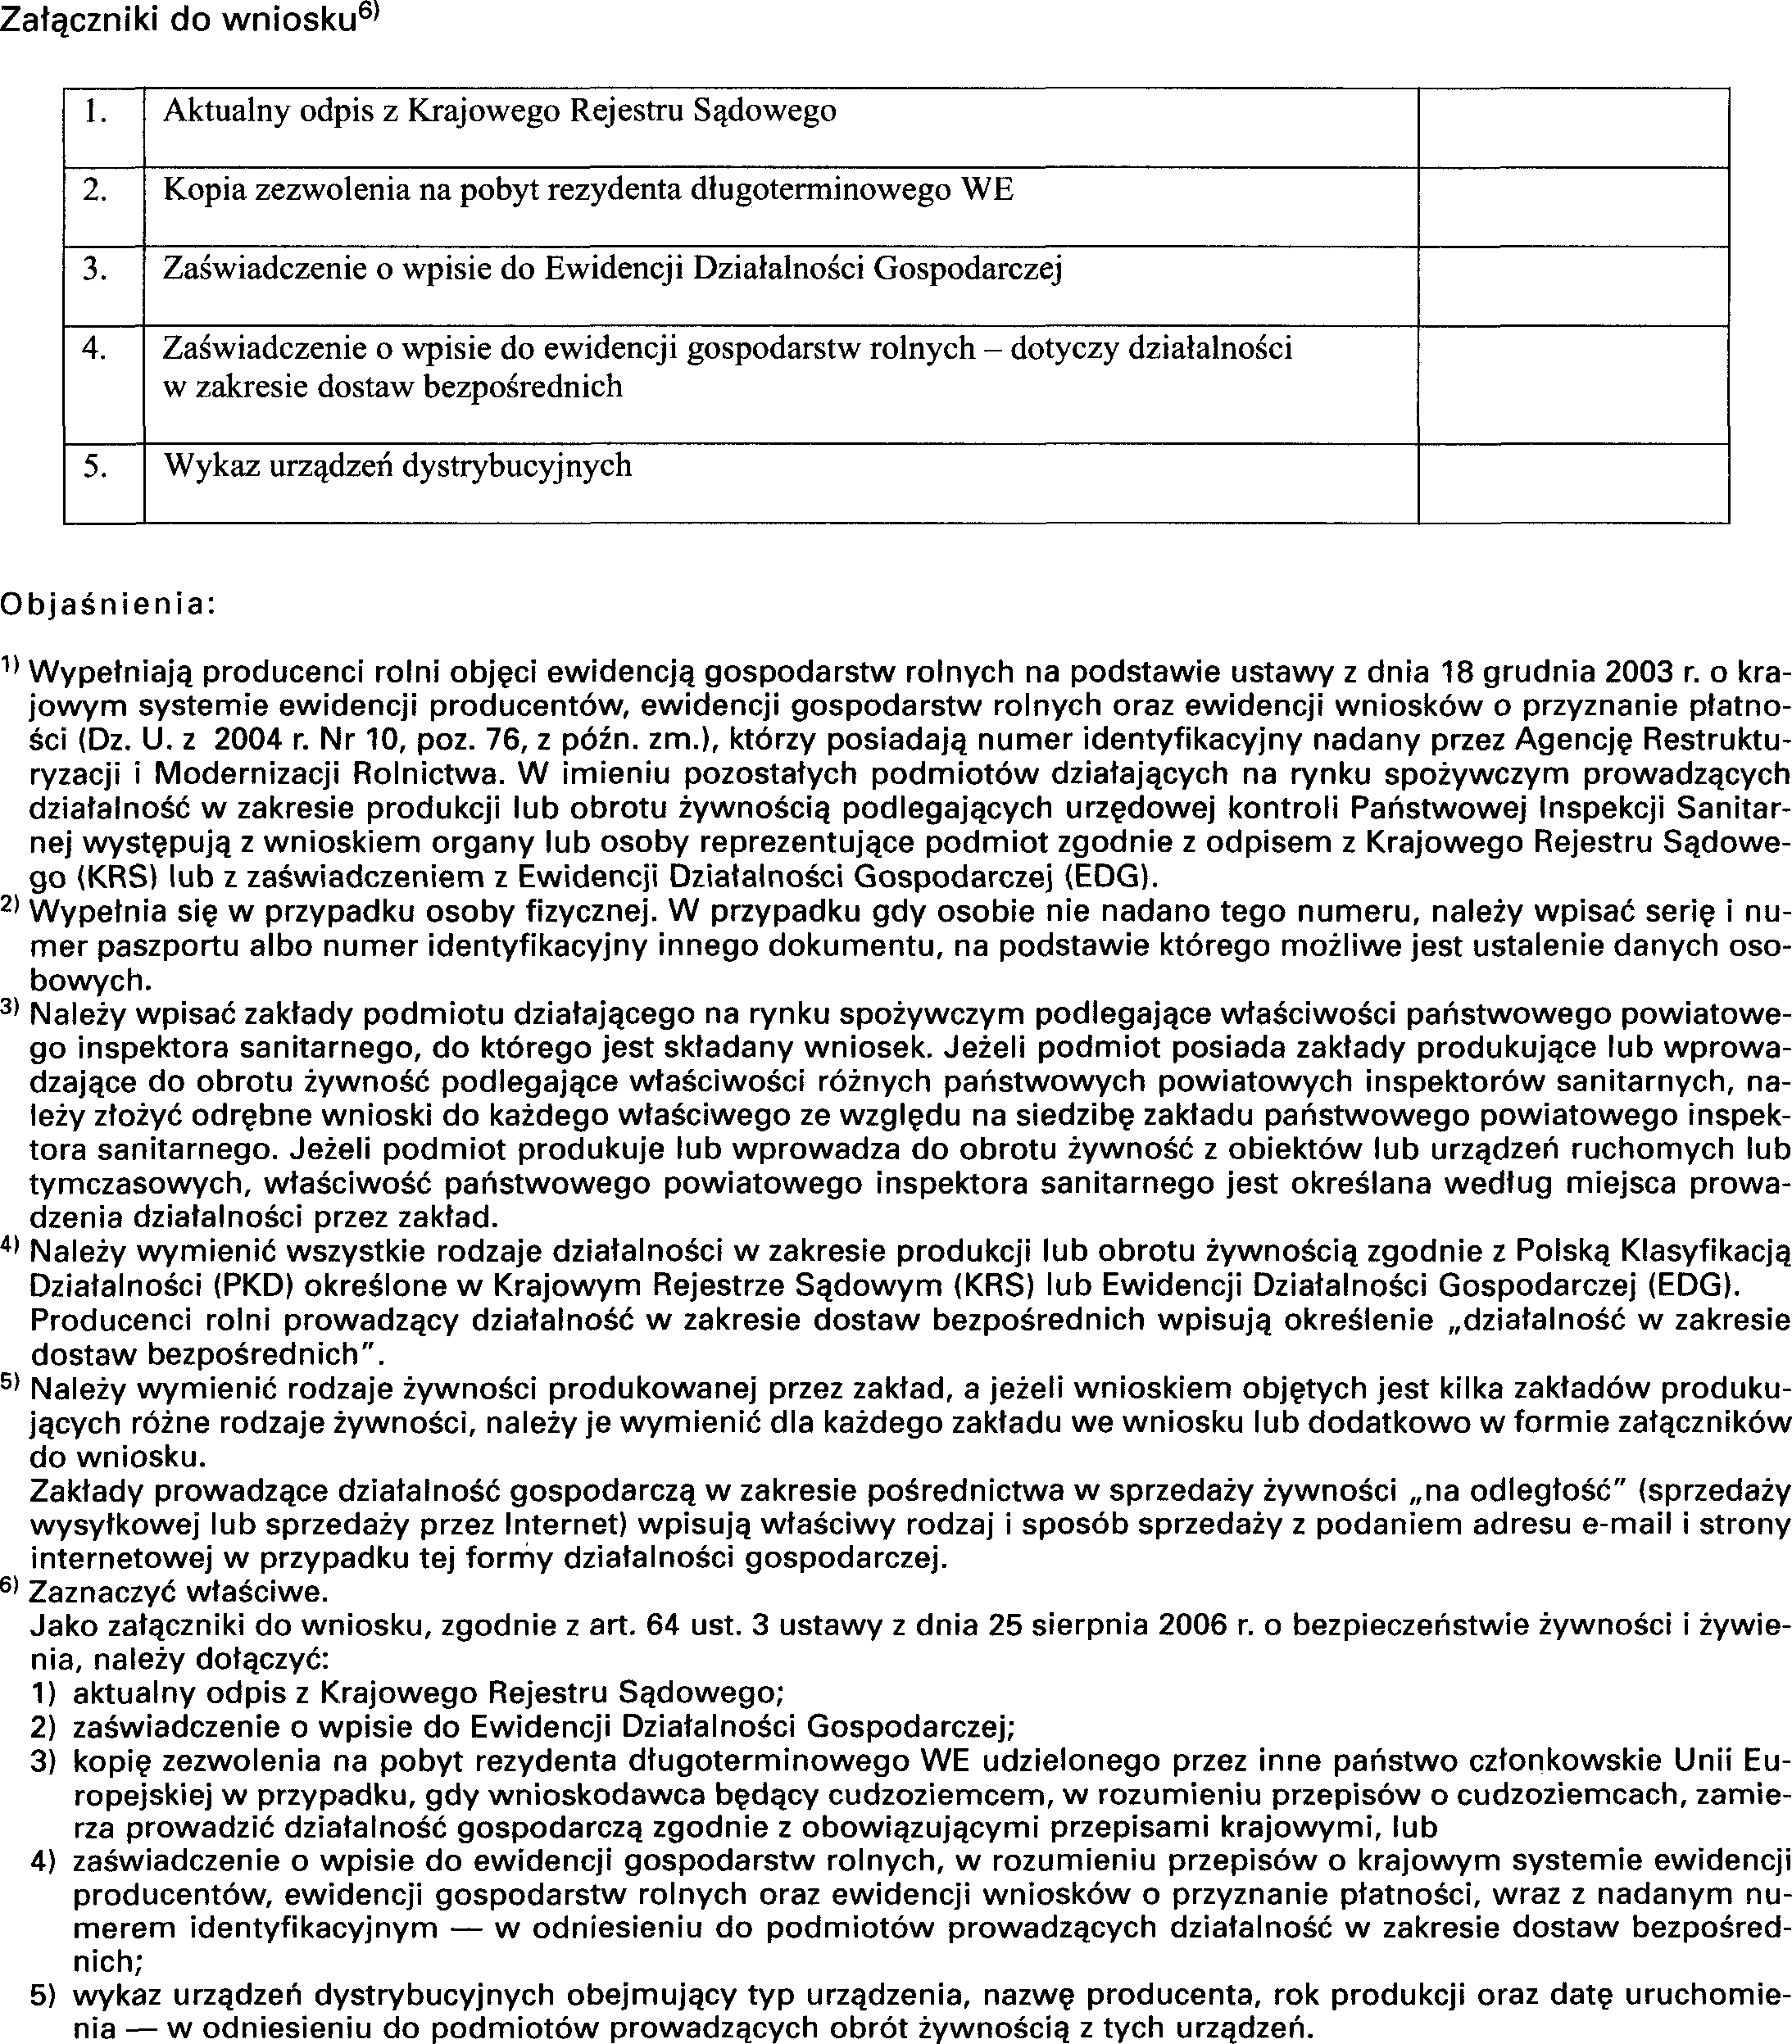 Załączniki do wniosku⁶⁾
1. Aktualny odpis z Krajowego Rejestru Sądowego
2. Kopia zezwolenia na pobyt rezydenta długoterminowego WE
3. Zaświadczenie o wpisie do Ewidencji Działalności Gospodarczej
4. Zaświadczenie o wpisie do ewidencji gospodarstw rolnych – dotyczy działalności
w zakresie dostaw bezpośrednich
5. Wykaz urządzeń dystrybucyjnych
Objaśnienia:
¹⁾ Wypełniają producenci rolni objęci ewidencją gospodarstw rolnych na podstawie ustawy z dnia 18 grudnia 2003 r. o kra-
jowym systemie ewidencji producentów, ewidencji gospodarstw rolnych oraz ewidencji wniosków o przyznanie płatno-
ści (Dz. U. z 2004 r. Nr 10, poz. 76, z późn. zm.), którzy posiadają numer identyfikacyjny nadany przez Agencję Restruktu-
ryzacji i Modernizacji Rolnictwa. W imieniu pozostałych podmiotów działających na rynku spożywczym prowadzących
działalność w zakresie produkcji lub obrotu żywnością podlegających urzędowej kontroli Państwowej Inspekcji Sanitar-
nej występują z wnioskiem organy lub osoby reprezentujące podmiot zgodnie z odpisem z Krajowego Rejestru Sądowe-
go (KRS) lub z zaświadczeniem z Ewidencji Działalności Gospodarczej (EDG).
²⁾ Wypełnia się w przypadku osoby fizycznej. W przypadku gdy osobie nie nadano tego numeru, należy wpisać serię i nu-
mer paszportu albo numer identyfikacyjny innego dokumentu, na podstawie którego możliwe jest ustalenie danych oso-
bowych.
³⁾ Należy wpisać zakłady podmiotu działającego na rynku spożywczym podlegające właściwości państwowego powiatowe-
go inspektora sanitarnego, do którego jest składany wniosek. Jeżeli podmiot posiada zakłady produkujące lub wprowa-
dzające do obrotu żywność podlegające właściwości różnych państwowych powiatowych inspektorów sanitarnych, na-
leży złożyć odrębne wnioski do każdego właściwego ze względu na siedzibę zakładu państwowego powiatowego inspek-
tora sanitarnego. Jeżeli podmiot produkuje lub wprowadza do obrotu żywność z obiektów lub urządzeń ruchomych lub
tymczasowych, właściwość państwowego powiatowego inspektora sanitarnego jest określana według miejsca prowa-
dzenia działalności przez zakład.
⁴⁾ Należy wymienić wszystkie rodzaje działalności w zakresie produkcji lub obrotu żywnością zgodnie z Polską Klasyfikacją
Działalności (PKD) określone w Krajowym Rejestrze Sądowym (KRS) lub Ewidencji Działalności Gospodarczej (EDG).
Producenci rolni prowadzący działalność w zakresie dostaw bezpośrednich wpisują określenie „działalność w zakresie
dostaw bezpośrednich".
⁵⁾ Należy wymienić rodzaje żywności produkowanej przez zakład, a jeżeli wnioskiem objętych jest kilka zakładów produku-
jących różne rodzaje żywności, należy je wymienić dla każdego zakładu we wniosku lub dodatkowo w formie załączników
do wniosku.
Zakłady prowadzące działalność gospodarczą w zakresie pośrednictwa w sprzedaży żywności „na odległość" (sprzedaży
wysyłkowej lub sprzedaży przez Internet) wpisują właściwy rodzaj i sposób sprzedaży z podaniem adresu e-mail i strony
internetowej w przypadku tej formy działalności gospodarczej.
⁶⁾ Zaznaczyć właściwe.
Jako załączniki do wniosku, zgodnie z art. 64 ust. 3 ustawy z dnia 25 sierpnia 2006 r. o bezpieczeństwie żywności i żywie-
nia, należy dołączyć:
1) aktualny odpis z Krajowego Rejestru Sądowego;
2) zaświadczenie o wpisie do Ewidencji Działalności Gospodarczej;
3) kopię zezwolenia na pobyt rezydenta długoterminowego WE udzielonego przez inne państwo członkowskie Unii Eu-
ropejskiej w przypadku, gdy wnioskodawca będący cudzoziemcem, w rozumieniu przepisów o cudzoziemcach, zamie-
rza prowadzić działalność gospodarczą zgodnie z obowiązującymi przepisami krajowymi, lub
4) zaświadczenie o wpisie do ewidencji gospodarstw rolnych, w rozumieniu przepisów o krajowym systemie ewidencji
producentów, ewidencji gospodarstw rolnych oraz ewidencji wniosków o przyznanie płatności, wraz z nadanym nu-
merem identyfikacyjnym — w odniesieniu do podmiotów prowadzących działalność w zakresie dostaw bezpośred-
nich;
5) wykaz urządzeń dystrybucyjnych obejmujący typ urządzenia, nazwę producenta, rok produkcji oraz datę uruchomie-
nia — w odniesieniu do podmiotów prowadzących obrót żywnością z tych urządzeń.